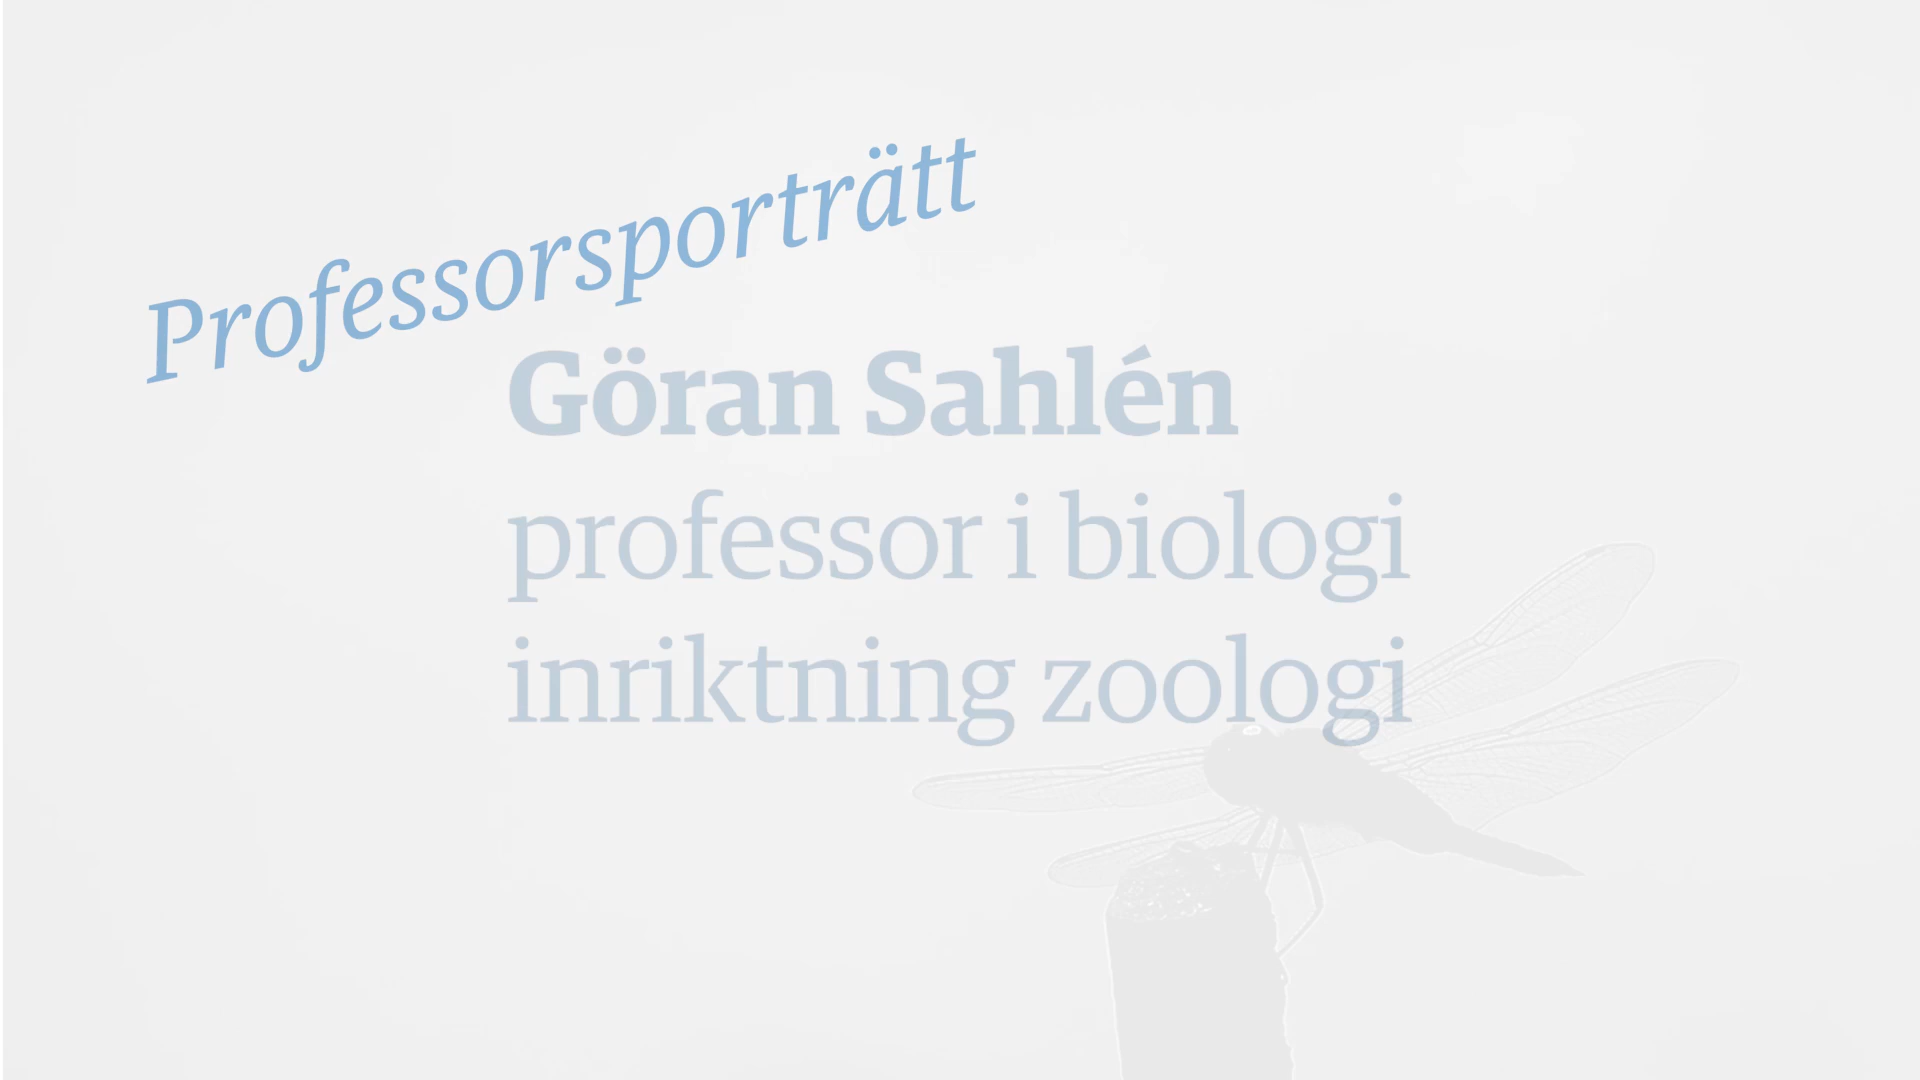 Professorsporträtt
Göran Sahlén
professor i biologi
inriktning zoologi